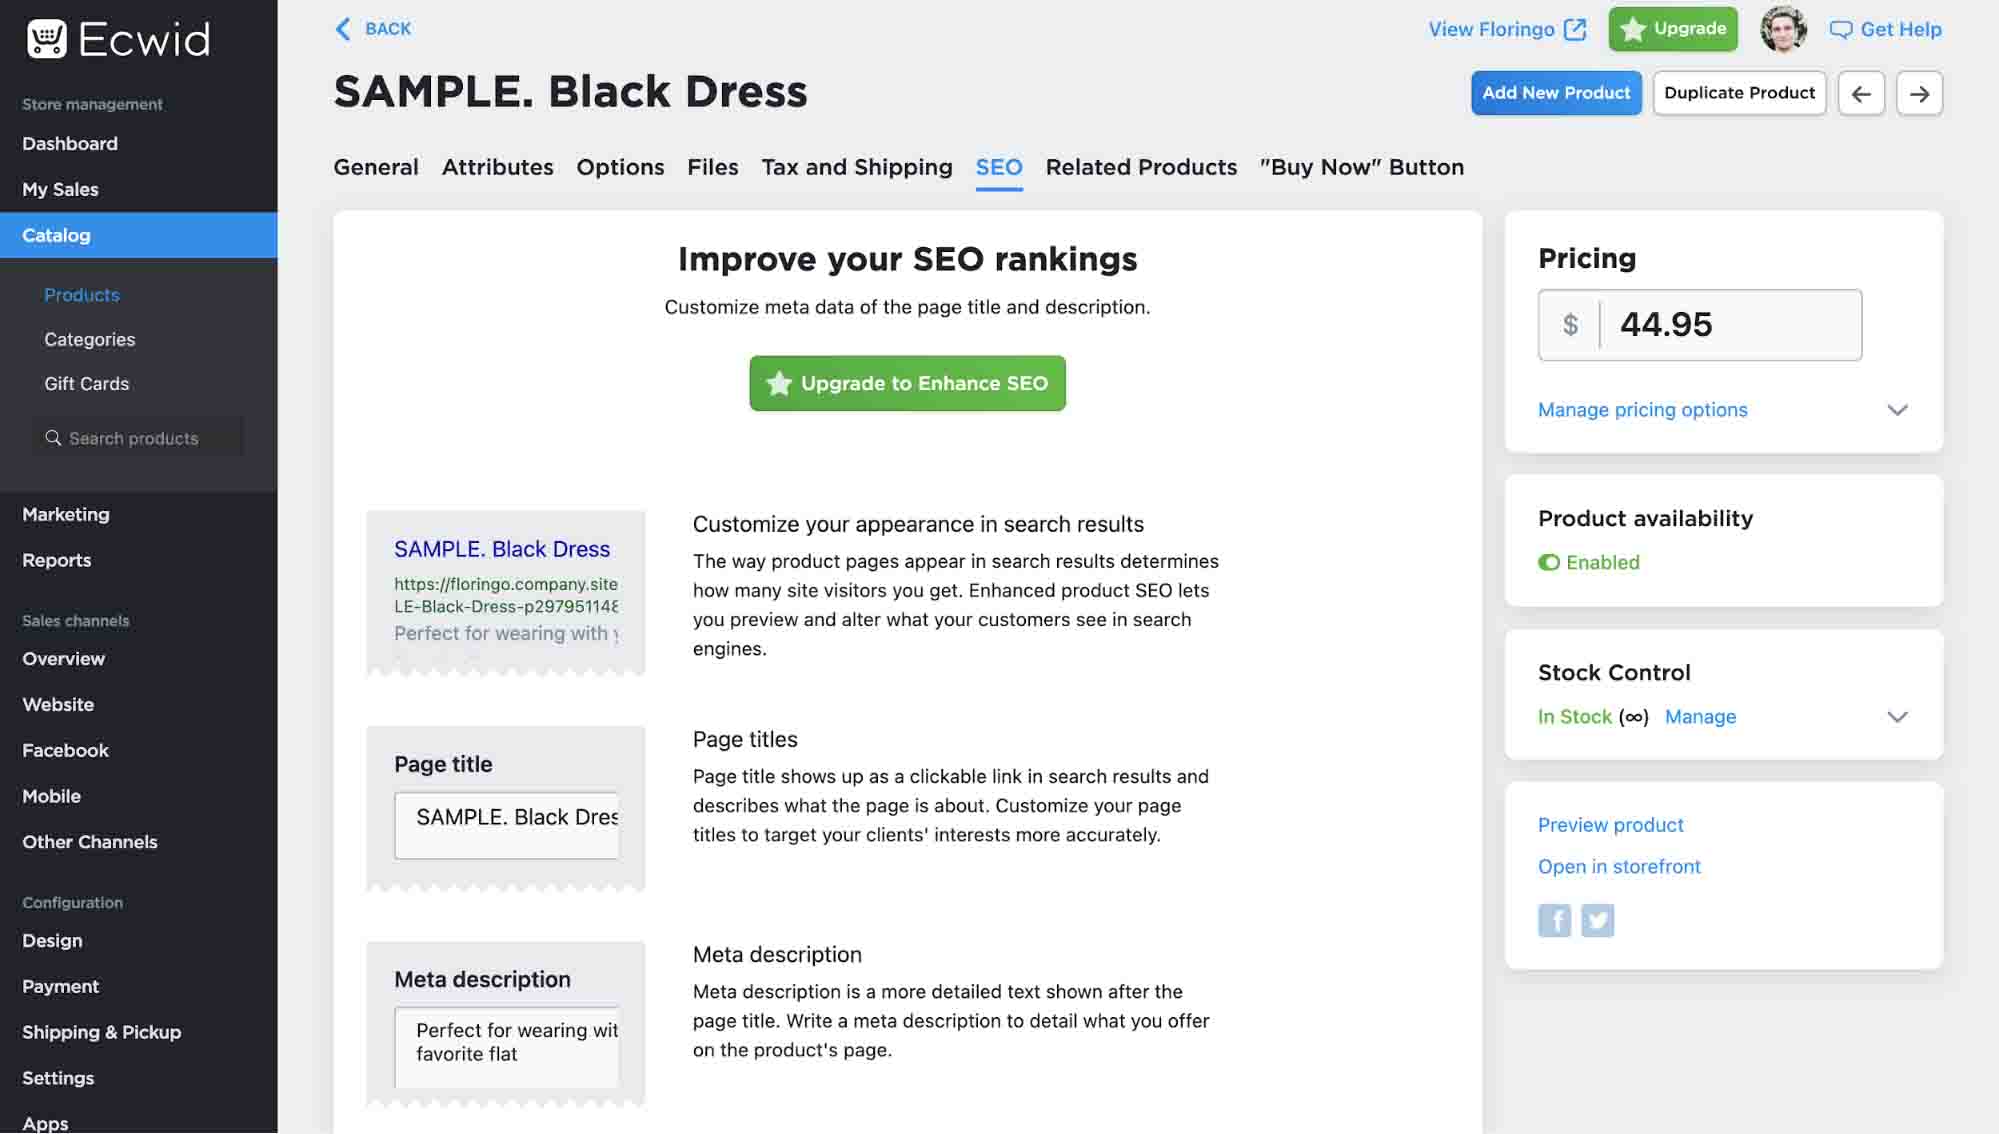 Ecwid
Store management
Dashboard
My Sales
Catalog
Products
Categories
Gift Cards
Search products
Marketing
Reports
Sales channels
Overview
Website
Facebook
Mobile
Other Channels
Configuration
Design
Payment
Shipping & Pickup
Settings
Apps
BACK
View Floringo
Upgrade
Get Help
SAMPLE. Black Dress
Add New Product
Duplicate Product
General Attributes Options Files Tax and Shipping SEO Related Products "Buy Now" Button
Improve your SEO rankings
Customize meta data of the page title and description.
Upgrade to Enhance SEO
SAMPLE. Black Dress
https://floringo.company.site
LE-Black-Dress-p29795114
Perfect for wearing with
Customize your appearance in search results
The way product pages appear in search results determines
how many site visitors you get. Enhanced product SEO lets
you preview and alter what your customers see in search
engines.
Page title
SAMPLE. Black Dres
Page titles
Page title shows up as a clickable link in search results and
describes what the page is about. Customize your page
titles to target your clients' interests more accurately.
Meta description
Perfect for wearing wit
favorite flat
Meta description
Meta description is a more detailed text shown after the
page title. Write a meta description to detail what you offer
on the product's page.
Pricing
$ 44.95
Manage pricing options
Product availability
Enabled
Stock Control
In Stock (∞) Manage
Preview product
Open in storefront